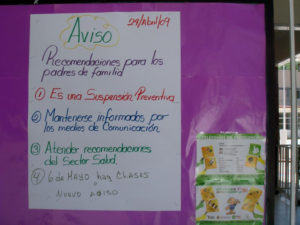 29/Abril/09
Aviso
Recomendaciones para los
padres de familia
① Es una Suspensión Preventiva
② Mantenerse informados por
los medios de Comunicación.
③ Atender recomendaciones
del Sector Salud.
④ 6 de MAYO hay CLASES
NUEVO AVISO